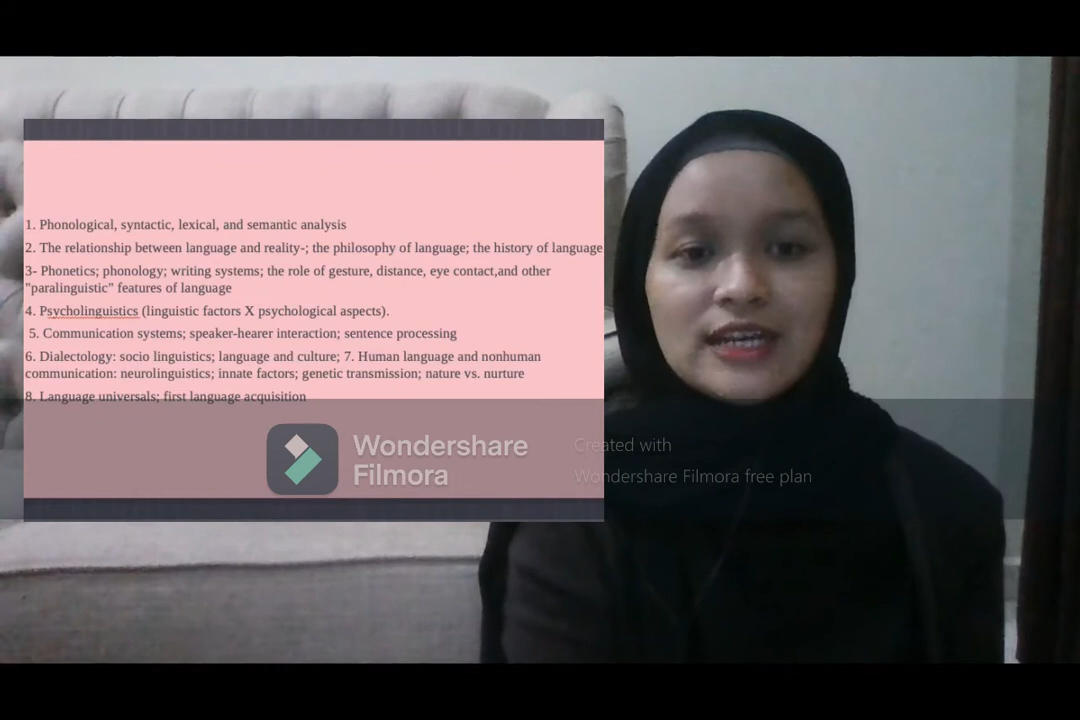 1. Phonological, syntactic, lexical, and semantic analysis
2. The relationship between language and reality-; the philosophy of language; the history of language
3- Phonetics; phonology; writing systems; the role of gesture, distance, eye contact,and other
"paralinguistic" features of language
4. Psycholinguistics (linguistic factors X psychological aspects).
5. Communication systems; speaker-hearer interaction; sentence processing
6. Dialectology: socio linguistics; language and culture; 7. Human language and nonhuman
communication: neurolinguistics; innate factors; genetic transmission; nature vs. nurture
8. Language universals; first language acquisition
Wondershare
Filmora
Created with
Wondershare Filmora free plan